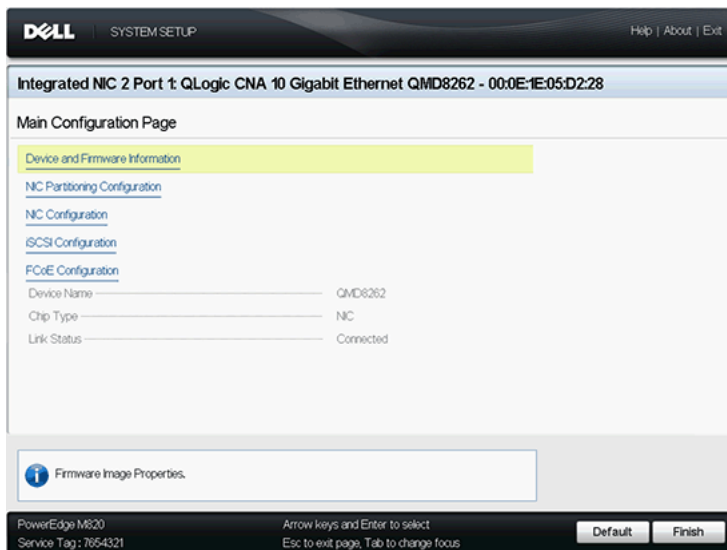 DELL SYSTEM SETUP Help | About | Exit
Integrated NIC 2 Port 1: QLogic CNA 10 Gigabit Ethernet QMD8262 - 00:0E:1E:05:D2:28
Main Configuration Page
Device and Firmware Information
NIC Partitioning Configuration
NIC Configuration
iSCSI Configuration
FCoE Configuration
Device Name QMD8262
Chip Type NIC
Link Status Connected
Firmware Image Properties.
PowerEdge M820 Arrow keys and Enter to select
Service Tag : 7654321 Esc to exit page, Tab to change focus
Default Finish